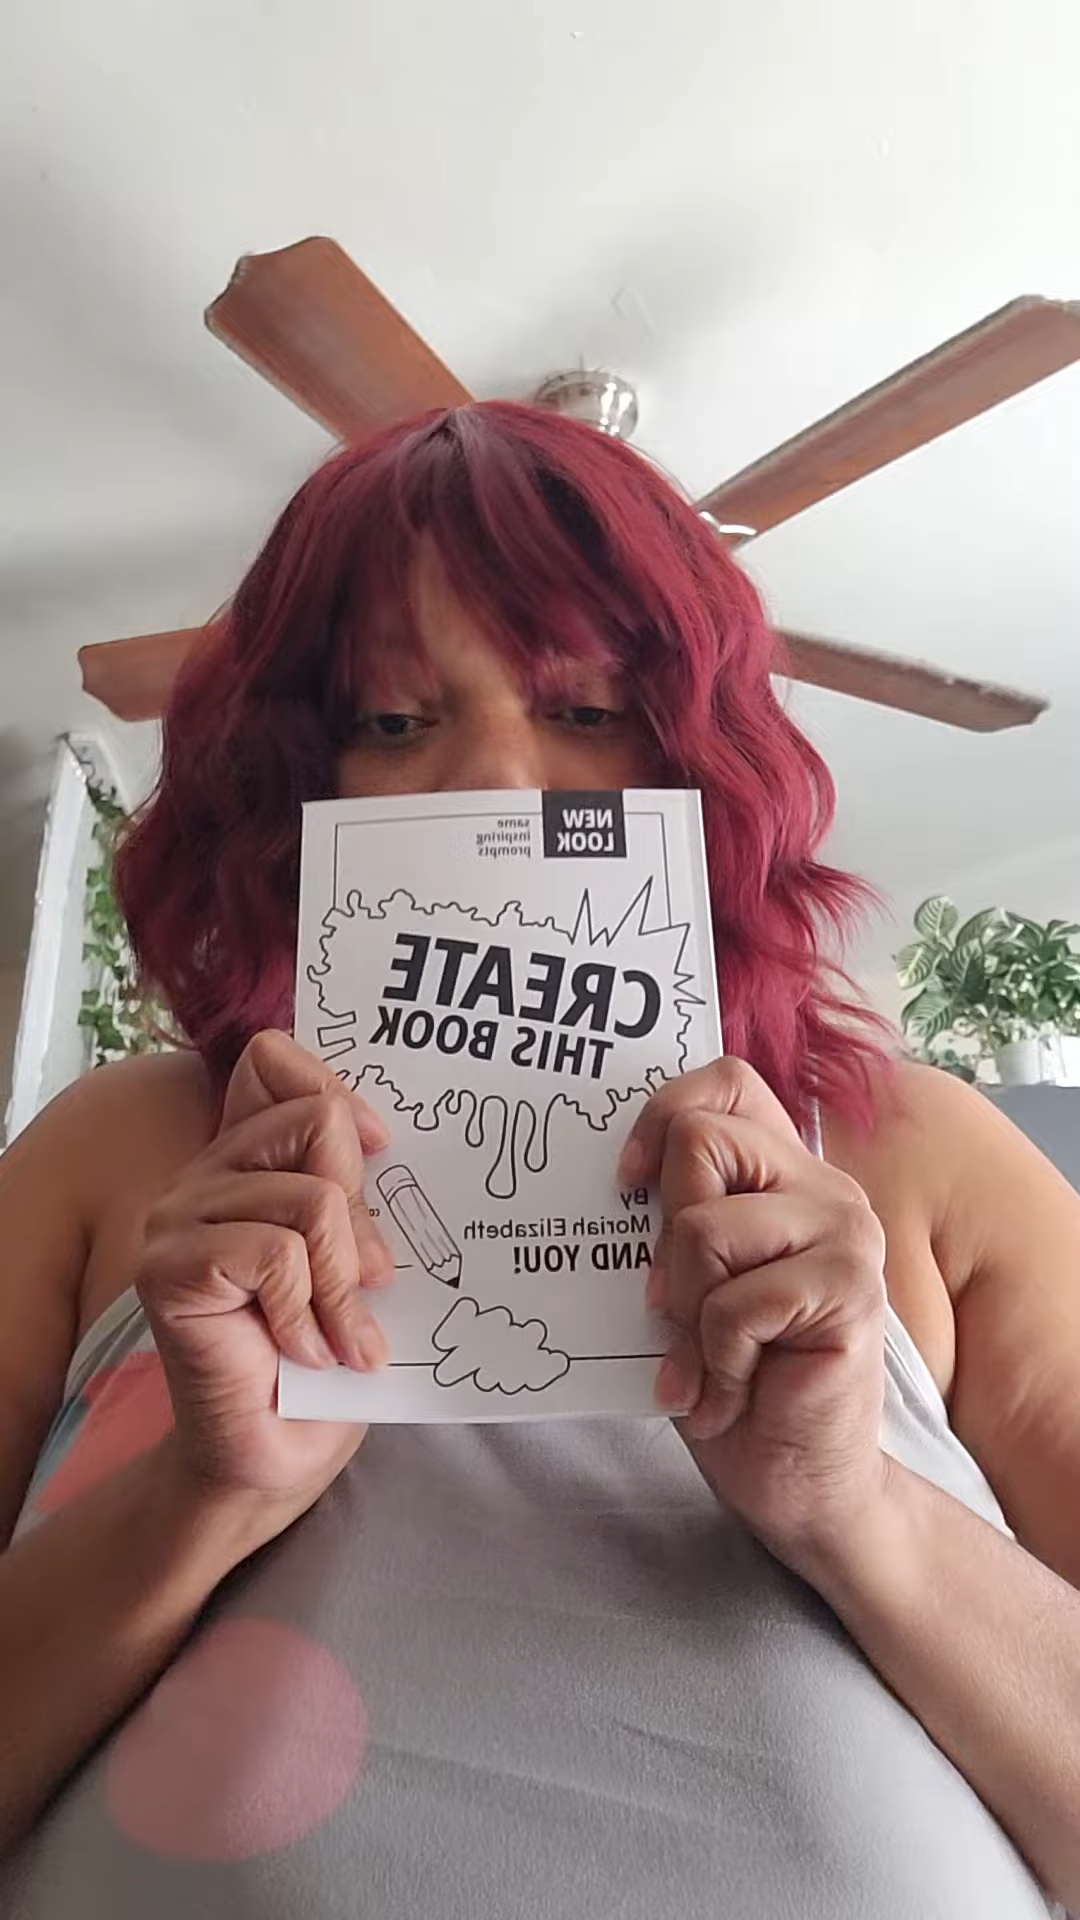 NEW
LOOK
same
inspiring
prompts
CREATE
THIS BOOK
By
Moriah Elizabeth
AND YOU!